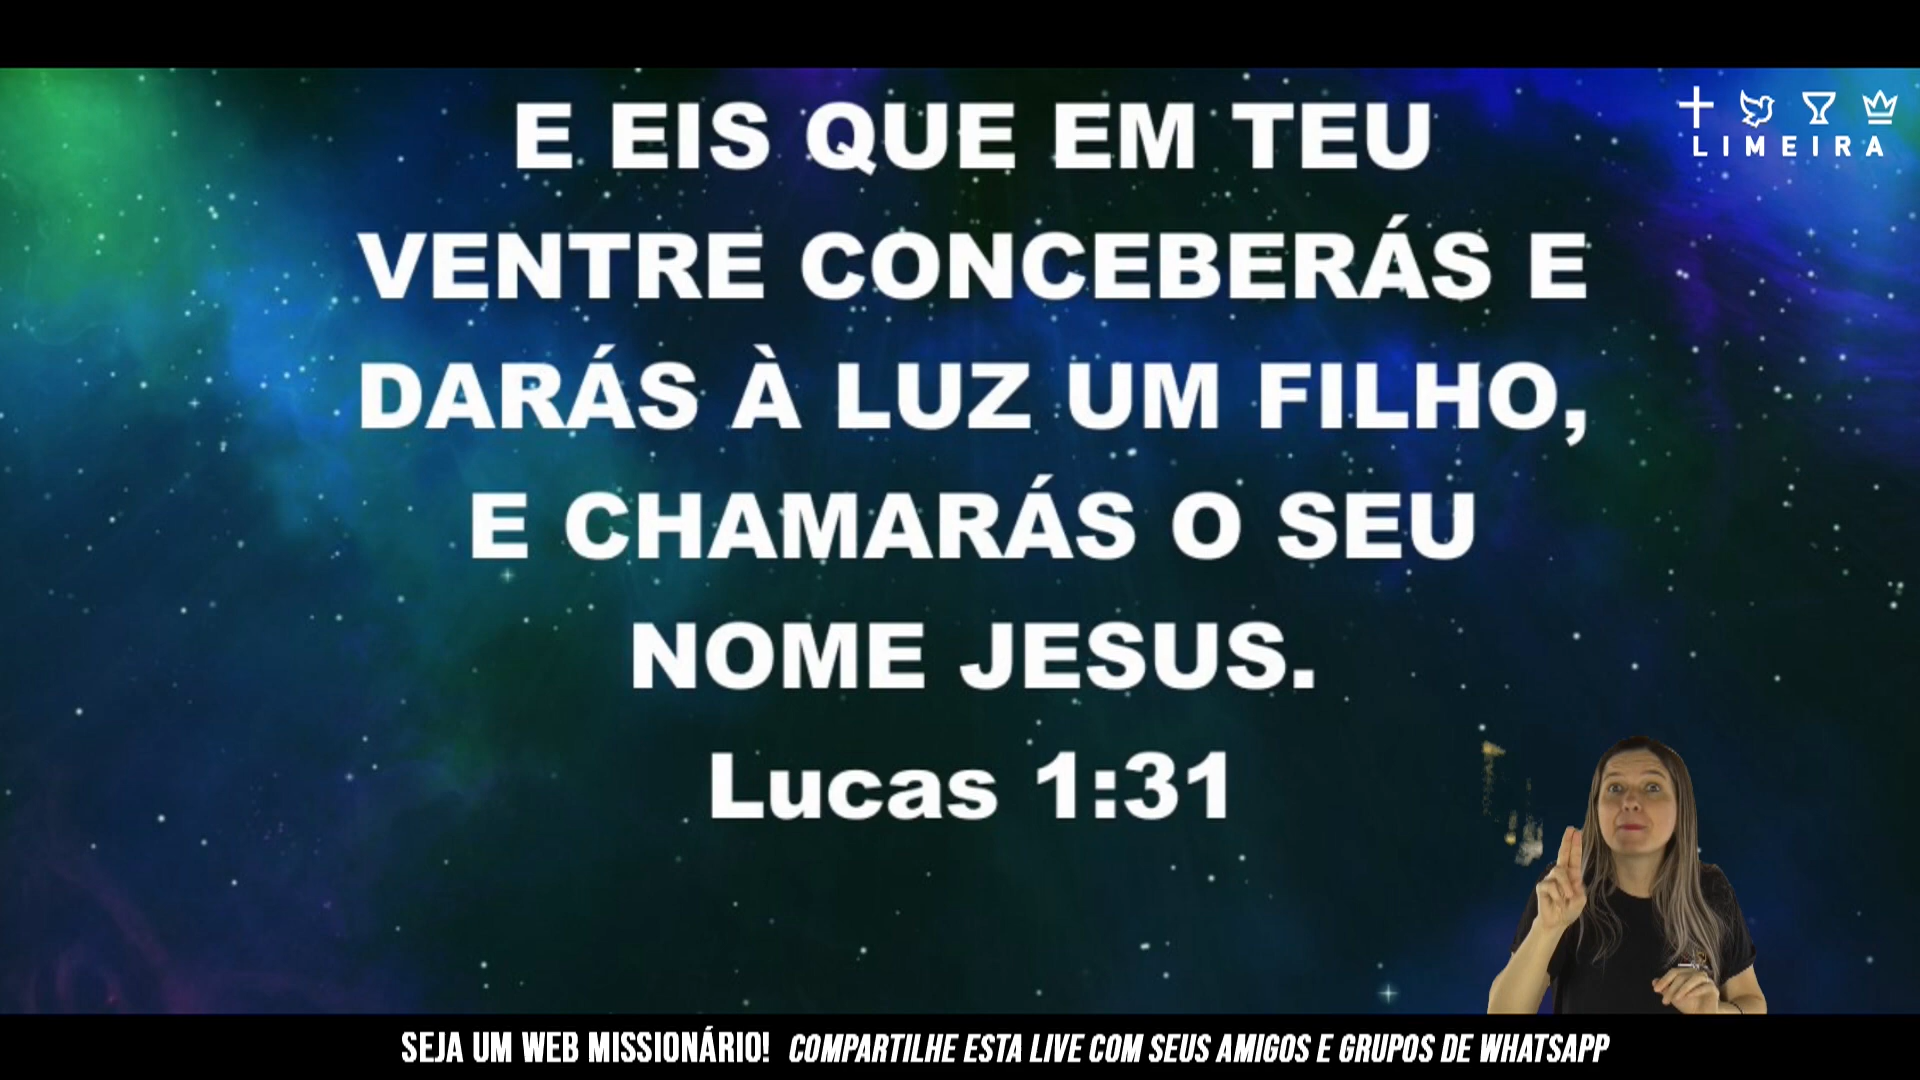 E EIS QUE EM TEU
VENTRE CONCEBERÁS E
DARÁS À LUZ UM FILHO,
E CHAMARÁS O SEU
NOME JESUS.
Lucas 1:31
LIMEIRA
SEJA UM WEB MISSIONÁRIO! COMPARTILHE ESTA LIVE COM SEUS AMIGOS E GRUPOS DE WHATSAPP